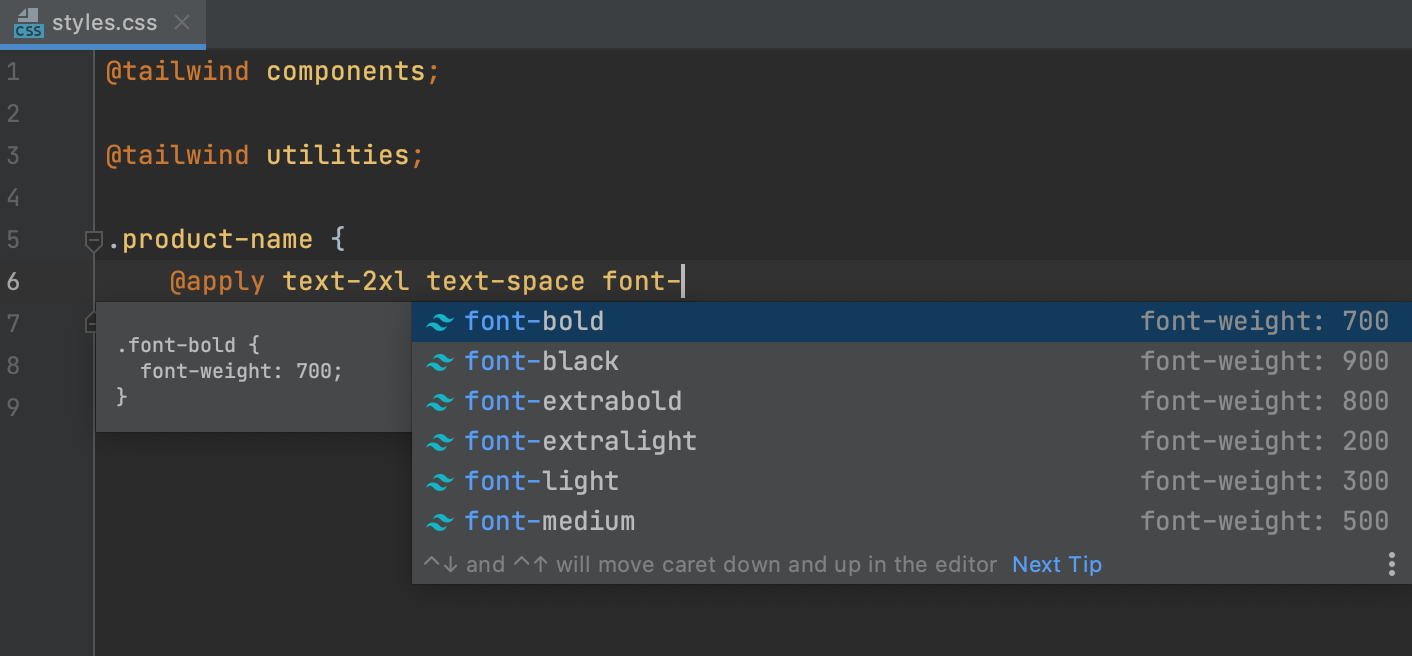 CSS styles.css
1 @tailwind components;
2
3 @tailwind utilities;
4
5 .product-name {
6 @apply text-2xl text-space font-
7
8
9
.font-bold {
font-weight: 700;
}
font-bold font-weight: 700
font-black font-weight: 900
font-extrabold font-weight: 800
font-extralight font-weight: 200
font-light font-weight: 300
font-medium font-weight: 500
^↓ and ^↑ will move caret down and up in the editor Next Tip